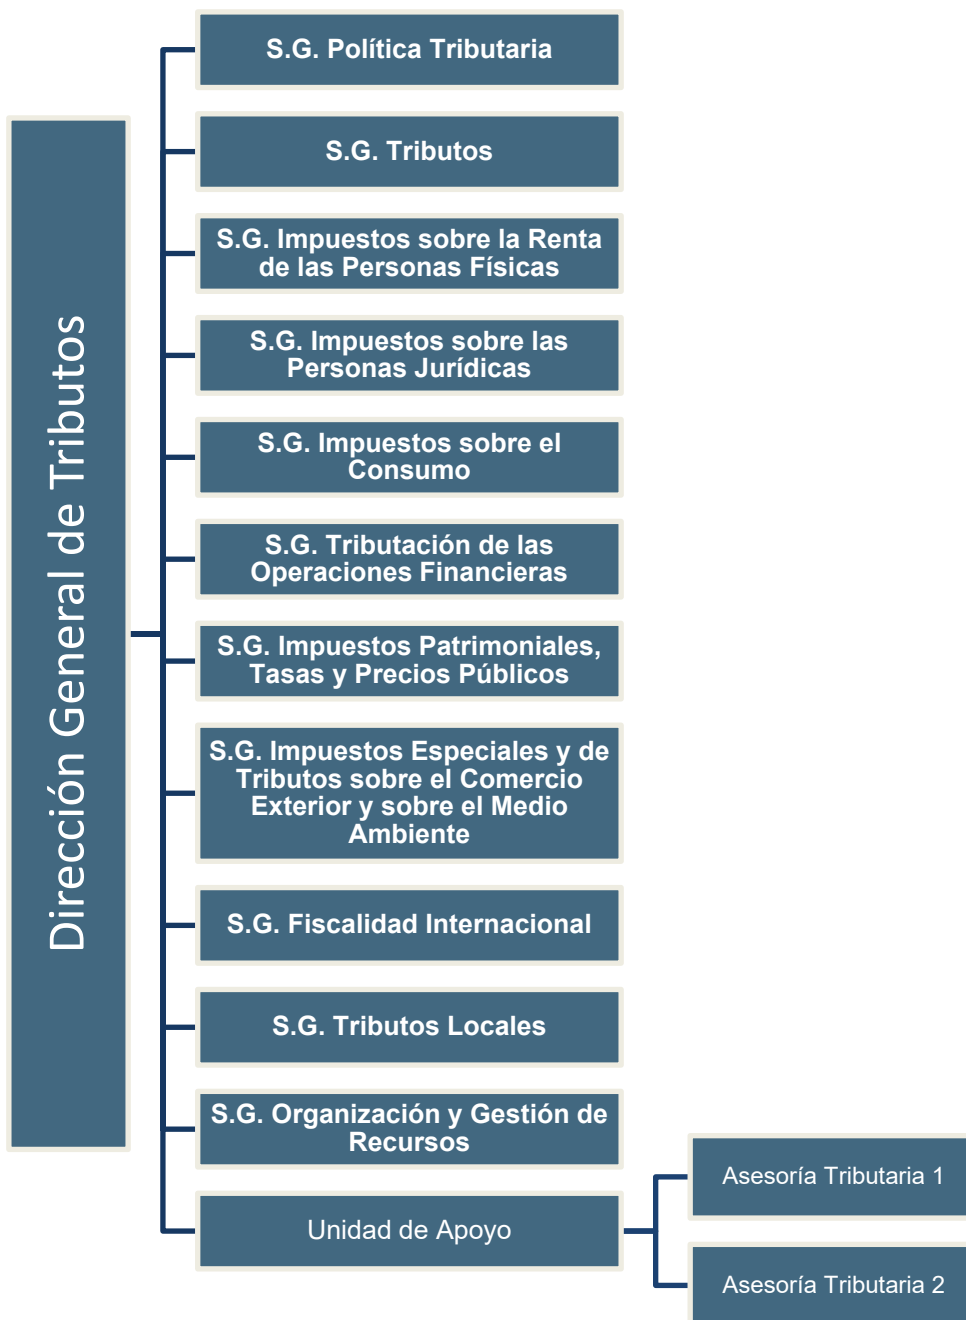 Dirección General de Tributos
S.G. Política Tributaria
S.G. Tributos
S.G. Impuestos sobre la Renta
de las Personas Físicas
S.G. Impuestos sobre las
Personas Jurídicas
S.G. Impuestos sobre el
Consumo
S.G. Tributación de las
Operaciones Financieras
S.G. Impuestos Patrimoniales,
Tasas y Precios Públicos
S.G. Impuestos Especiales y de
Tributos sobre el Comercio
Exterior y sobre el Medio
Ambiente
S.G. Fiscalidad Internacional
S.G. Tributos Locales
S.G. Organización y Gestión de
Recursos
Unidad de Apoyo
Asesoría Tributaria 1
Asesoría Tributaria 2